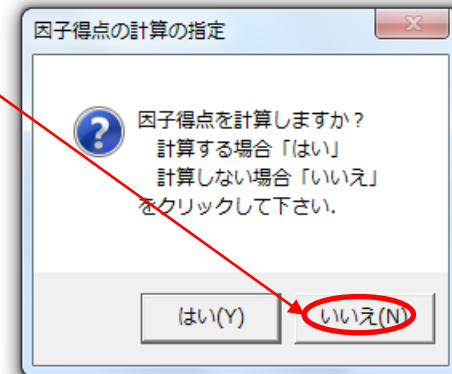 因子得点の計算の指定
因子得点を計算しますか?
計算する場合「はい」
計算しない場合「いいえ」
をクリックして下さい.
はい(Y)
いいえ(N)